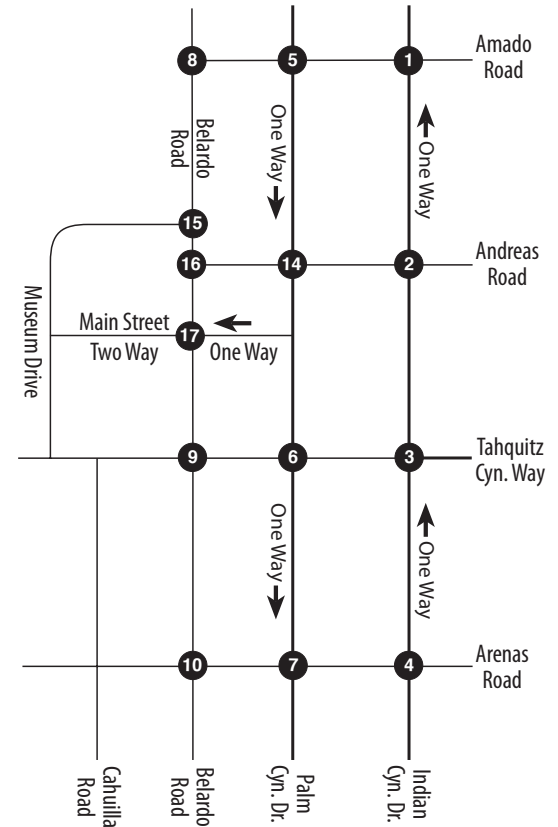 8
5
1
Amado
Road
One Way
One Way
Belardo
Road
15
16
14
2
Andreas
Road
Museum Drive
Main Street
Two Way
17
One Way
9
6
3
Tahquitz
Cyn. Way
One Way
One Way
10
7
4
Arenas
Road
Cahuilla
Road
Belardo
Road
Palm
Cyn. Dr.
Indian
Cyn. Dr.